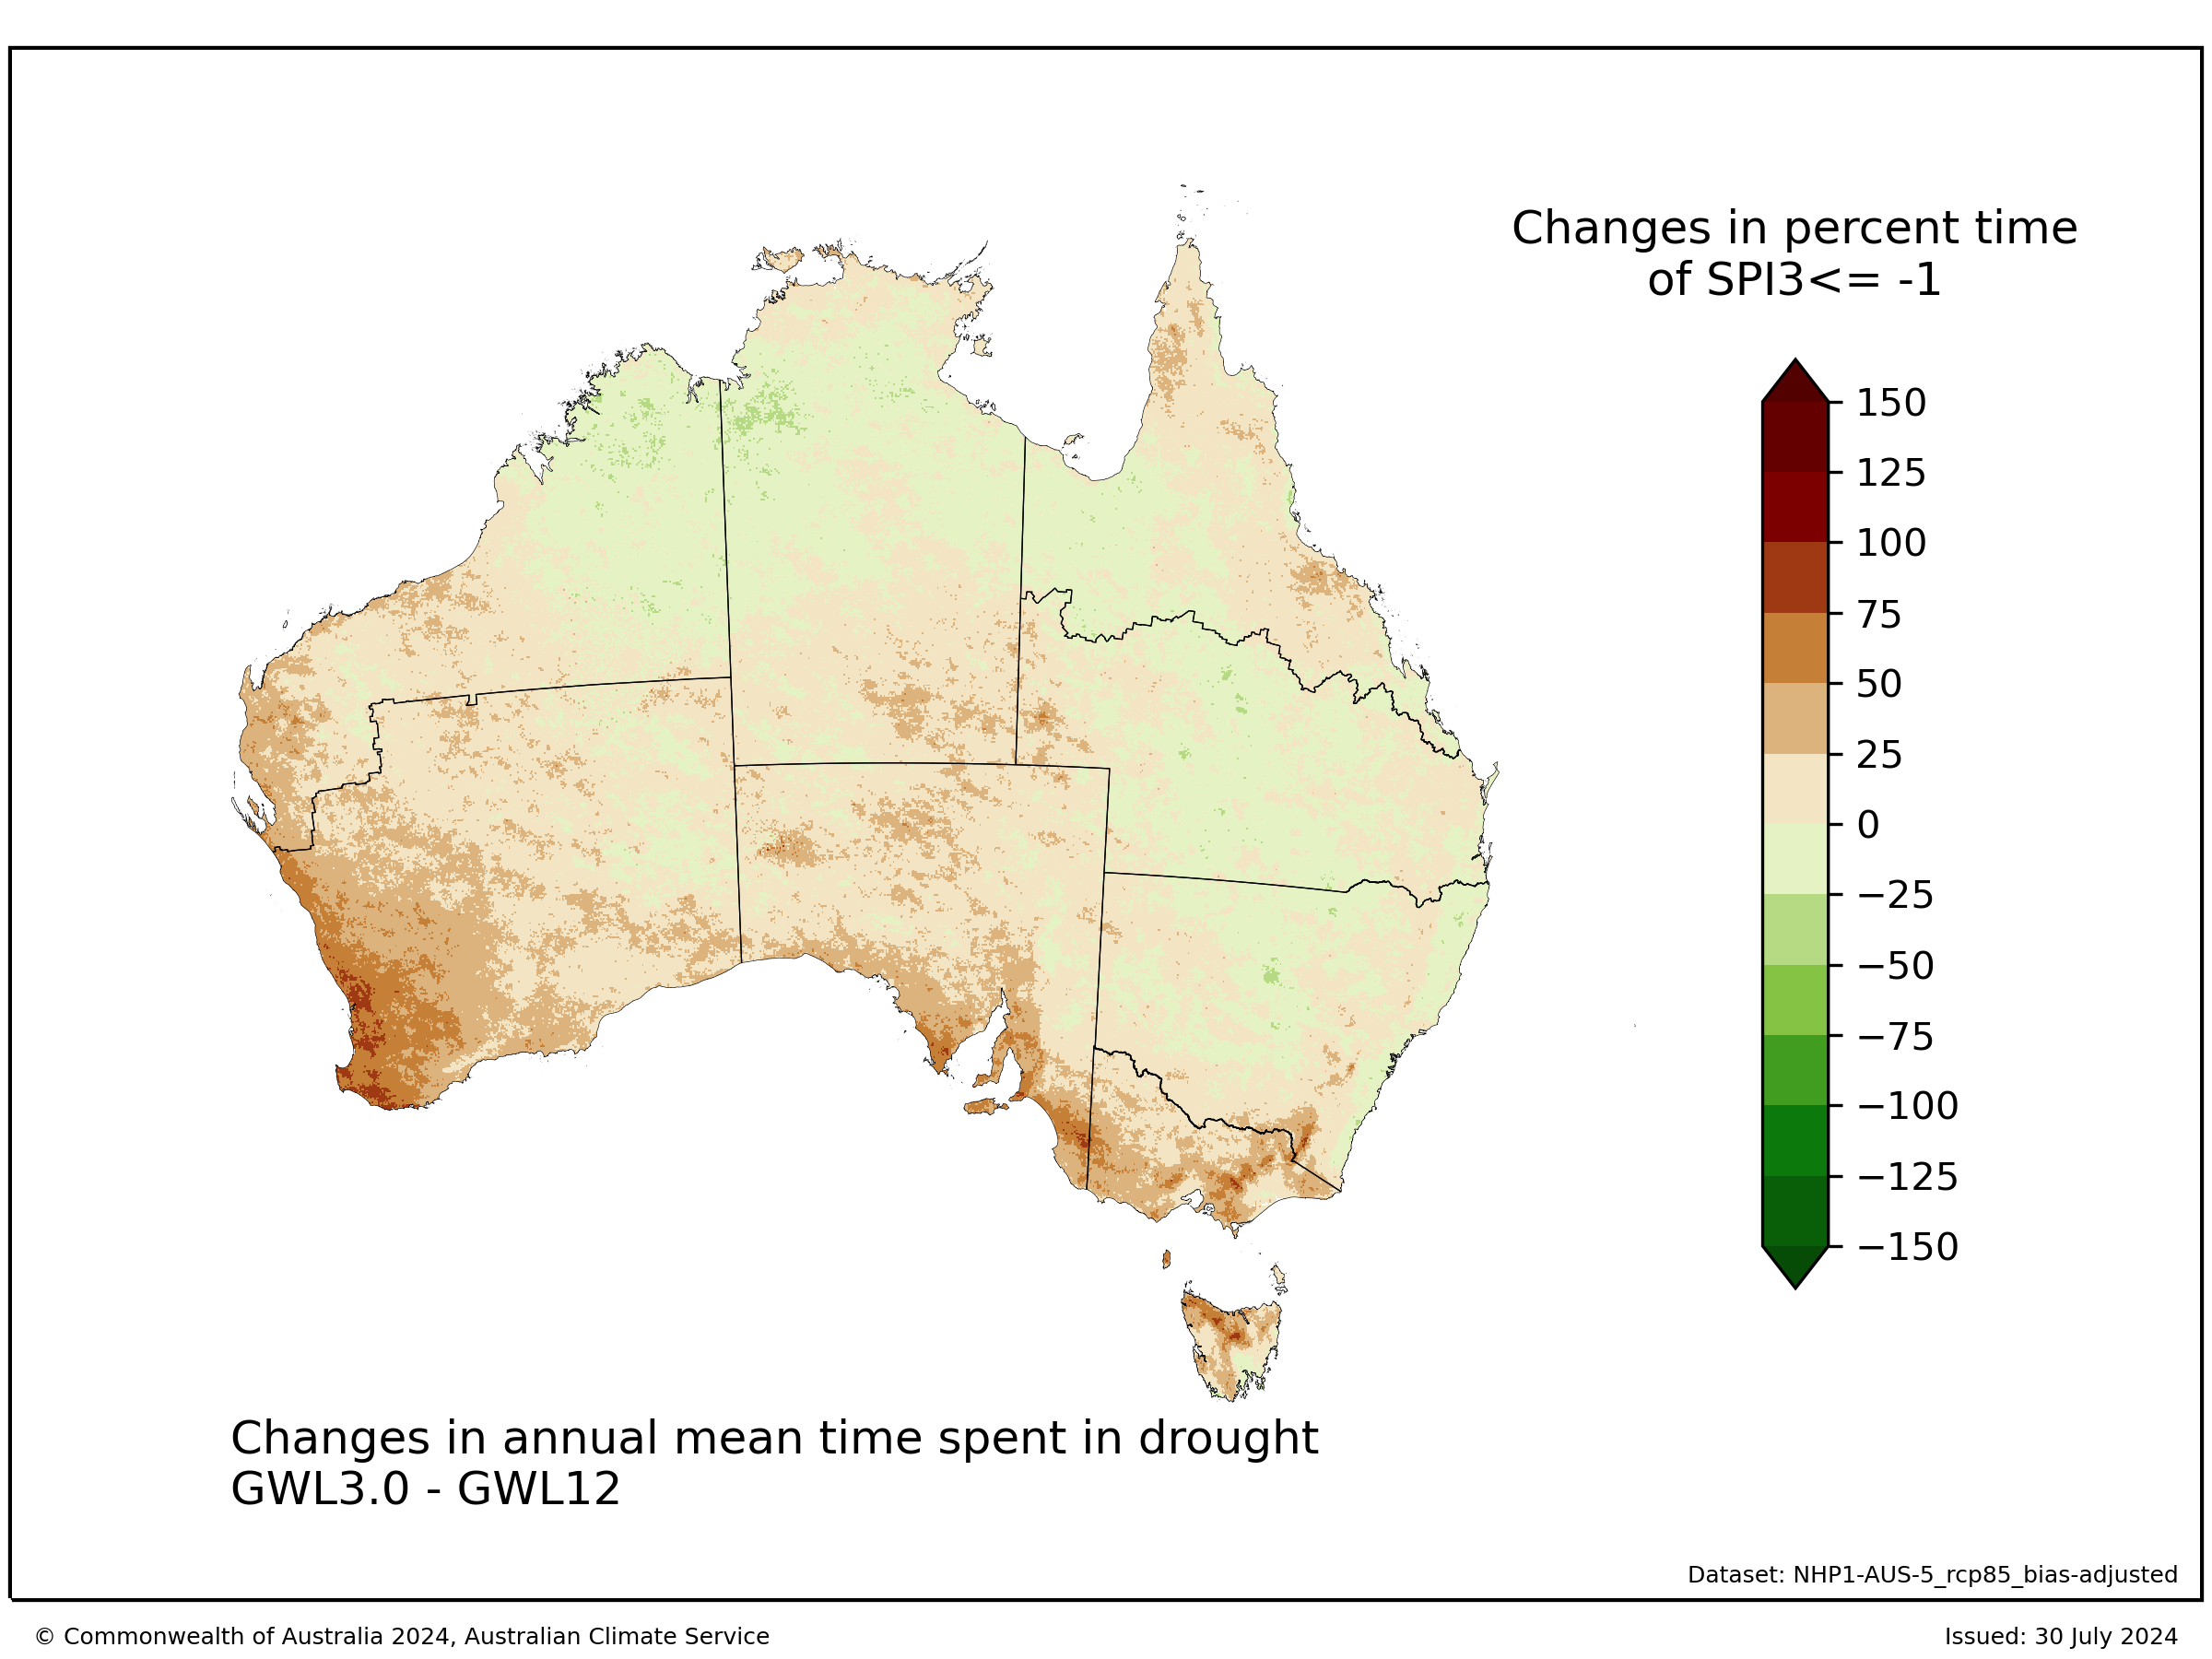 Changes in percent time
of SPI3<= -1
150
125
100
75
50
25
0
−25
−50
−75
−100
−125
−150
Changes in annual mean time spent in drought
GWL3.0 - GWL12
Dataset: NHP1-AUS-5_rcp85_bias-adjusted
© Commonwealth of Australia 2024, Australian Climate Service
Issued: 30 July 2024